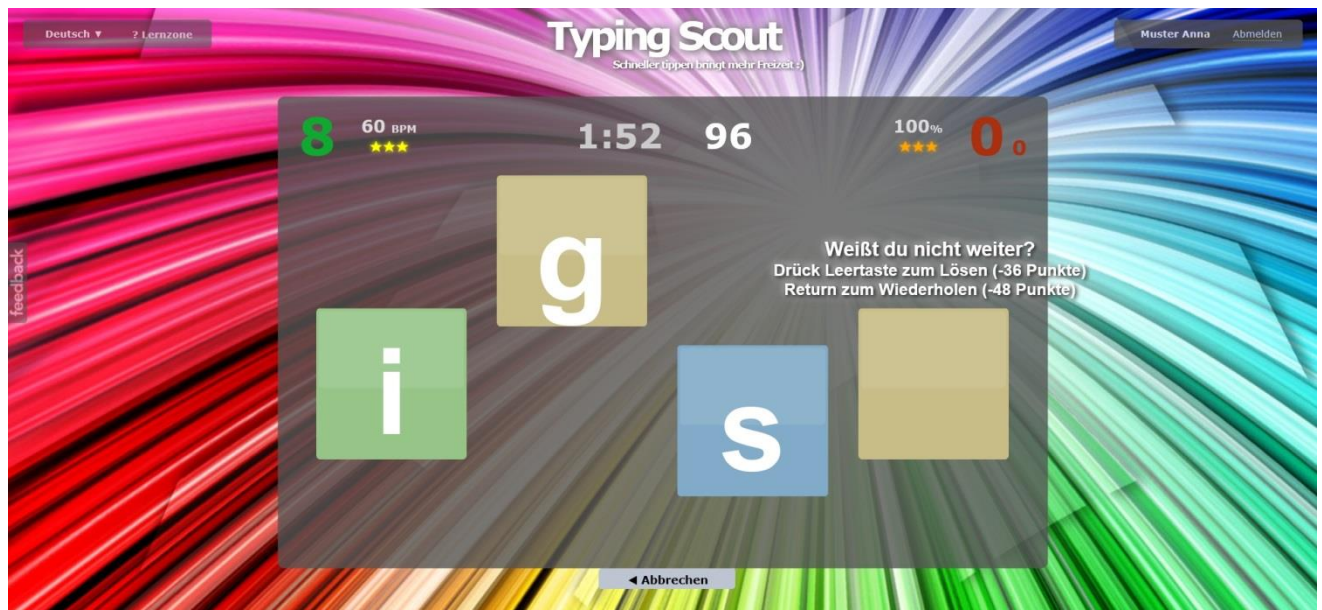 Deutsch ▼ ? Lernzone
Typing Scout
Schneller tippen bringt mehr Freizeit :)
Muster Anna Abmelden
8 60 BPM 1:52 96 100% 0 0
g
Weißt du nicht weiter?
Drück Leertaste zum Lösen (-36 Punkte)
Return zum Wiederholen (-48 Punkte)
feedback
i
s
◄ Abbrechen